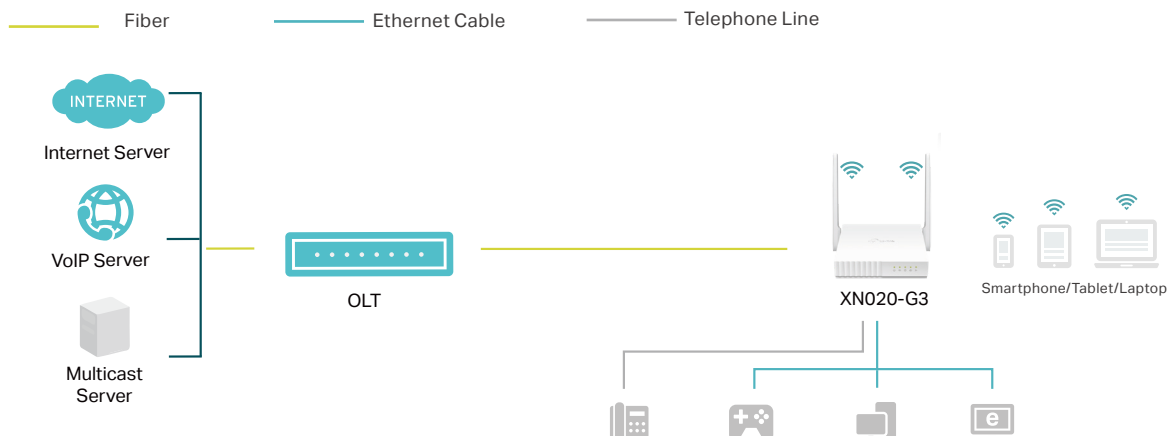 Fiber
Ethernet Cable
Telephone Line
INTERNET
Internet Server
VoIP Server
Multicast
Server
OLT
XN020-G3
Smartphone/Tablet/Laptop
e